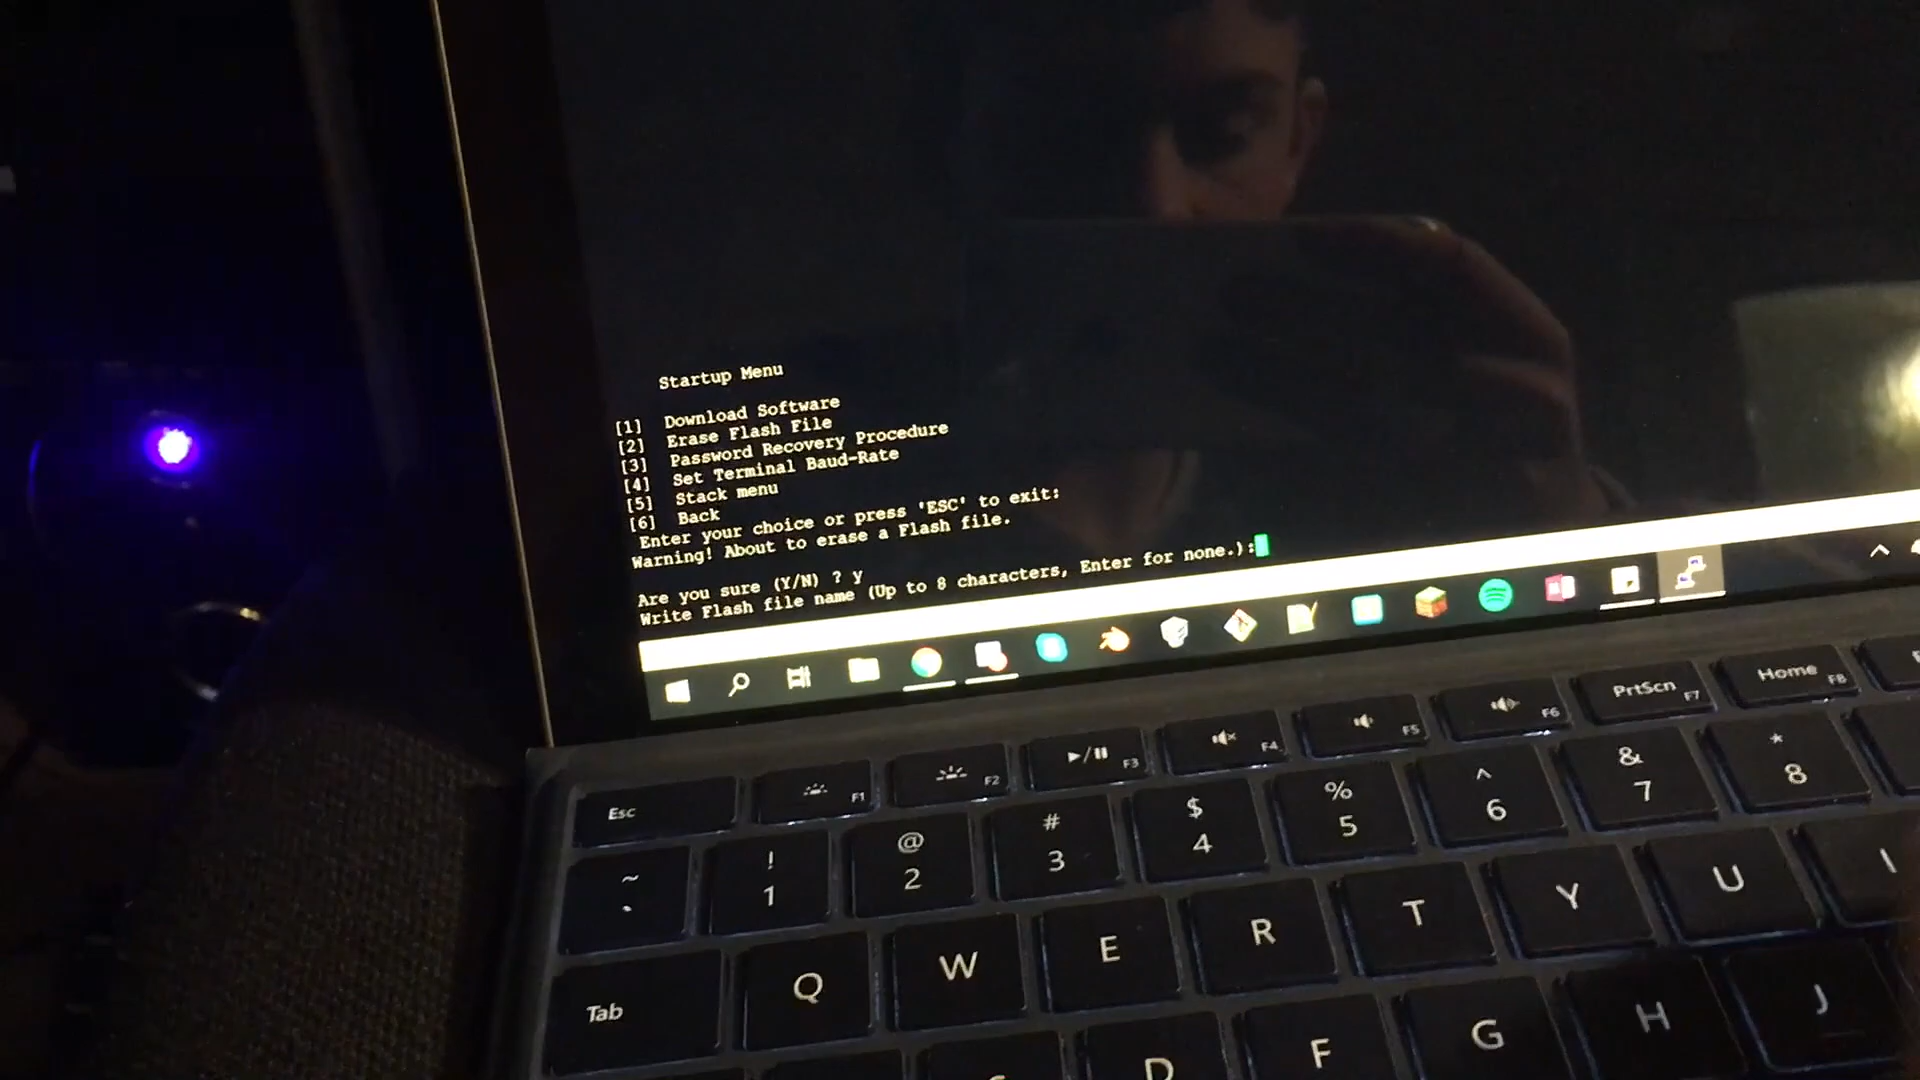 Startup Menu
[1] Download Software
[2] Erase Flash File
[3] Password Recovery Procedure
[4] Set Terminal Baud-Rate
[5] Stack menu
[6] Back
Enter your choice or press 'ESC' to exit:
Warning! About to erase a Flash file.
Are you sure (Y/N) ? y
Write Flash file name (Up to 8 characters, Enter for none.):
Esc F1 F2 F3 F4 F5 F6 PrtScn F7 Home F8
~ ! @ # $ % ^ & *
` 1 2 3 4 5 6 7 8
Tab Q W E R T Y U I
D F G H J